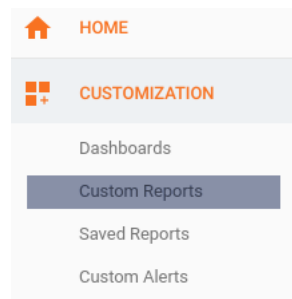 HOME
CUSTOMIZATION
Dashboards
Custom Reports
Saved Reports
Custom Alerts